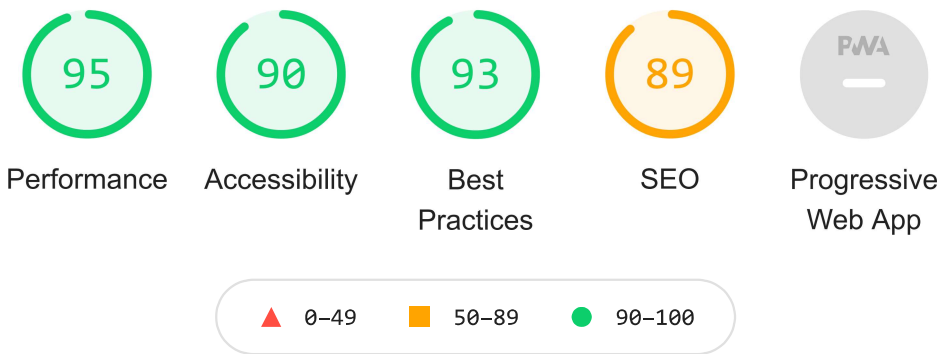 95 90 93 89 PWA
Performance Accessibility Best SEO Progressive
Practices Web App
0–49 50–89 90–100